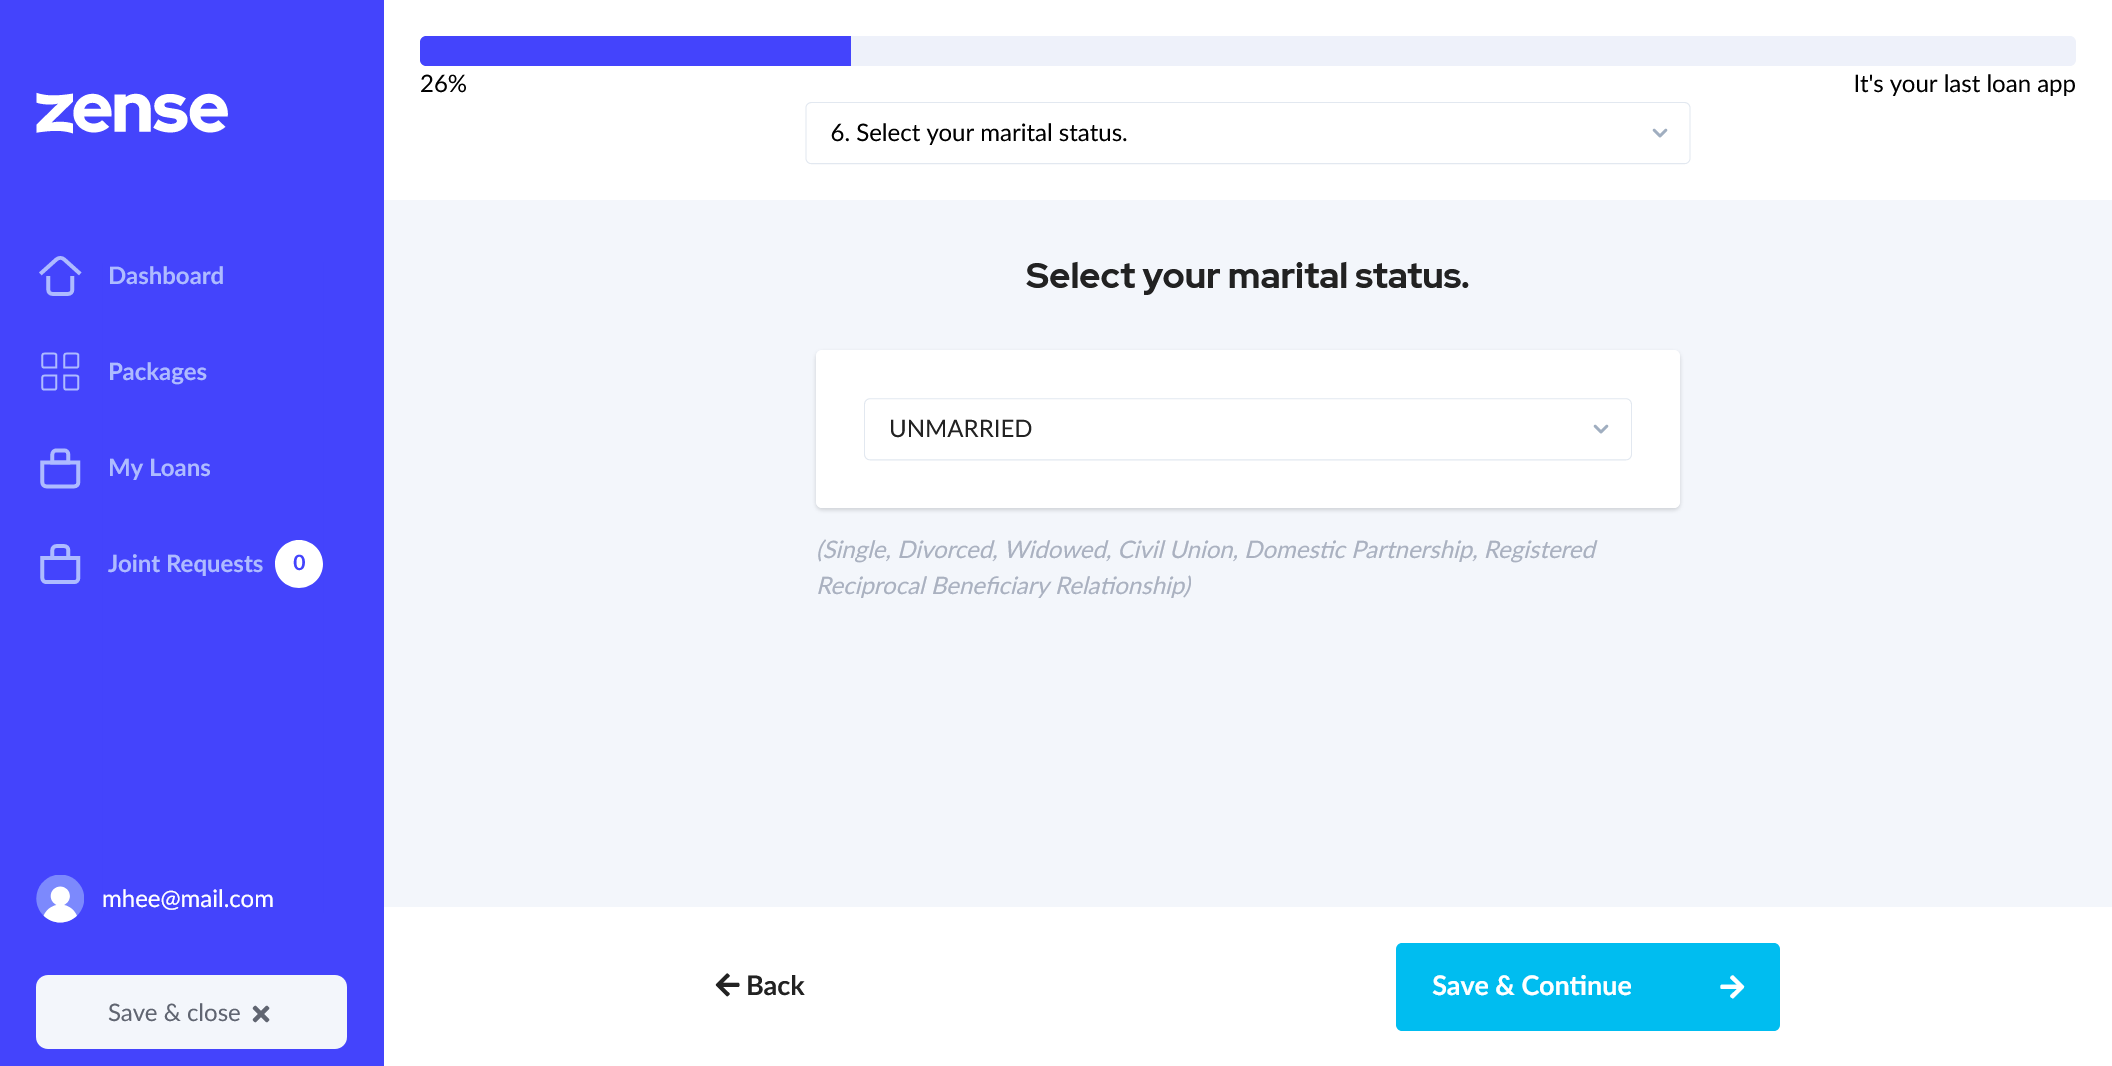 zense
Dashboard
Packages
My Loans
Joint Requests 0
mhee@mail.com
Save & close
26%
It's your last loan app
6. Select your marital status.
Select your marital status.
UNMARRIED
(Single, Divorced, Widowed, Civil Union, Domestic Partnership, Registered
Reciprocal Beneficiary Relationship)
Back
Save & Continue